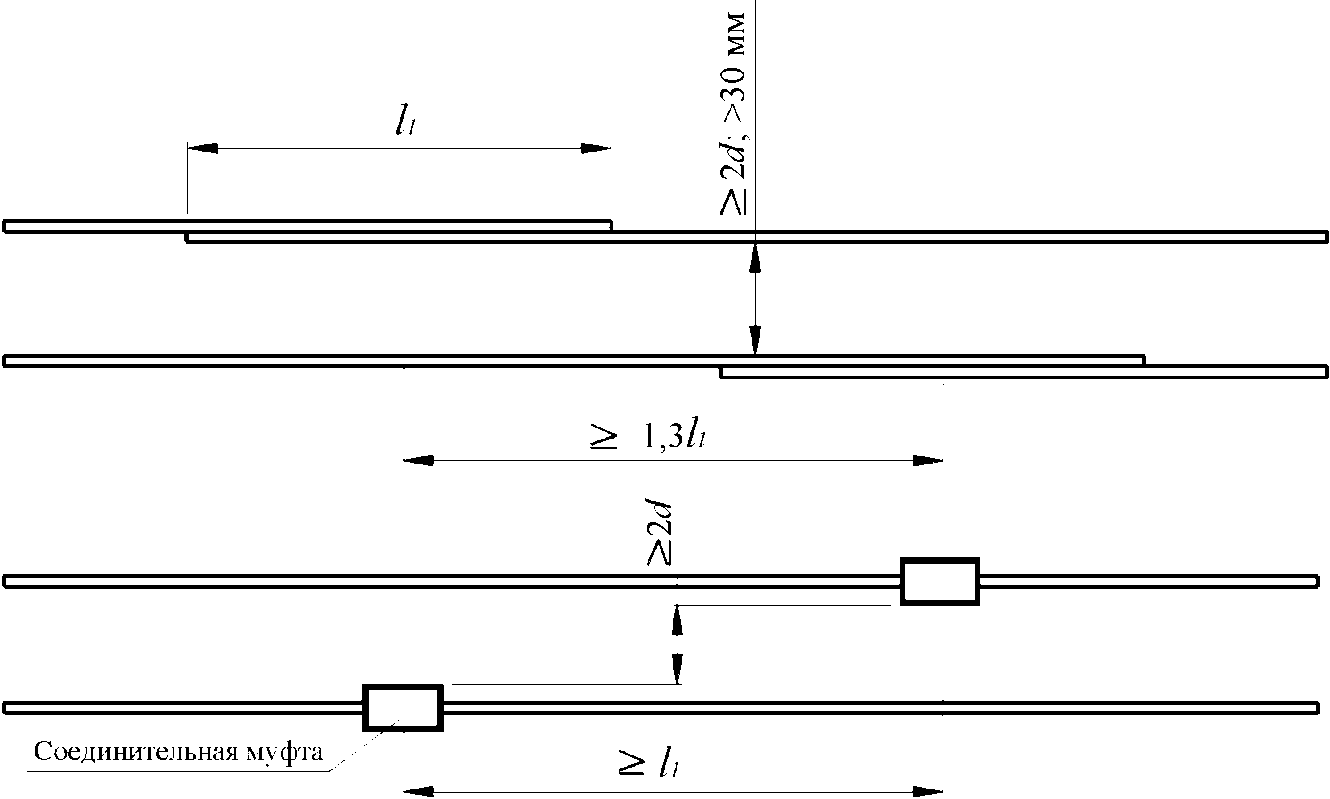 l1
≥2d; >30 мм
≥ 1,3l1
≥2d
Соединительная муфта
≥ l1